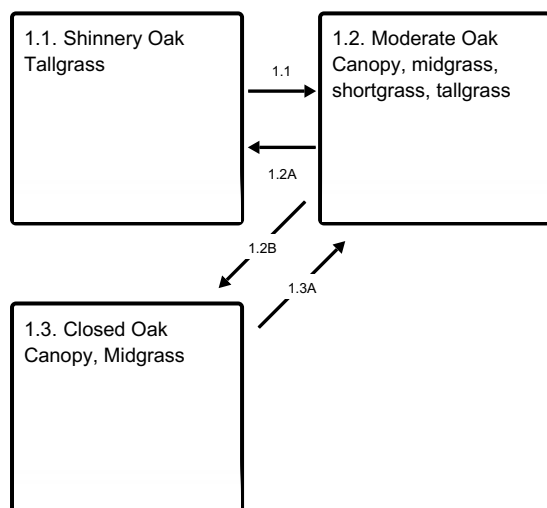 1.1. Shinnery Oak
Tallgrass
1.1
1.2. Moderate Oak
Canopy, midgrass,
shortgrass, tallgrass
1.2A
1.2B
1.3A
1.3. Closed Oak
Canopy, Midgrass